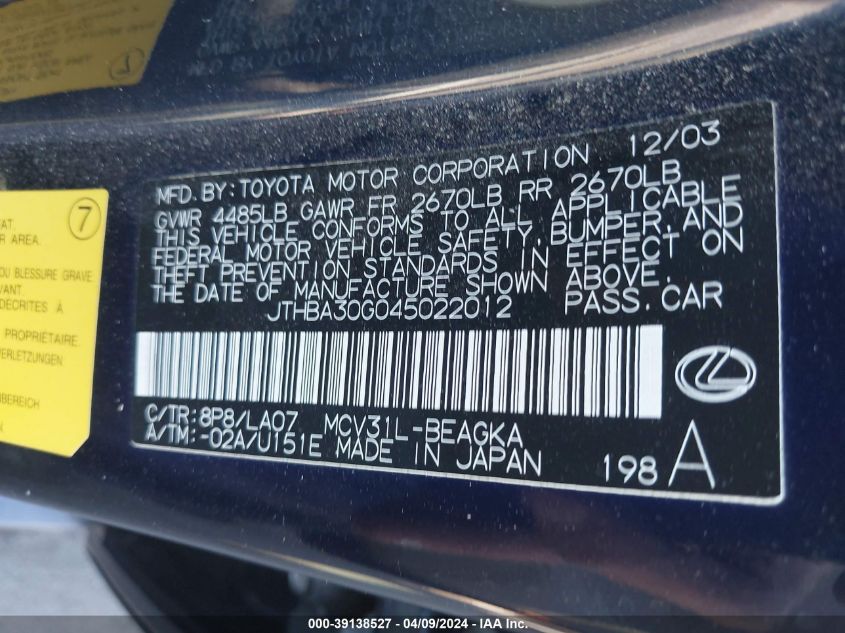 7
AT.
R AREA.
OU BLESSURE GRAVE
VANT
DÉCRITES À
PROPRIÉTAIRE
VERLETZUNGEN.
BEREICH
MFD. BY: TOYOTA MOTOR CORPORATION 12/03
GVWR 4485LB GAWR FR 2670LB RR 2670LB
THIS VEHICLE CONFORMS TO ALL APPLICABLE
FEDERAL MOTOR VEHICLE SAFETY, BUMPER, AND
THEFT PREVENTION STANDARDS IN EFFECT ON
THE DATE OF MANUFACTURE SHOWN ABOVE.
JTHBA30G045022012 PASS. CAR
C/TR: 8P8/LA07 MCV31L-BEAGKA
A/TM: -02A/U151E MADE IN JAPAN
198 A
000-39138527 - 04/09/2024 - IAA Inc.